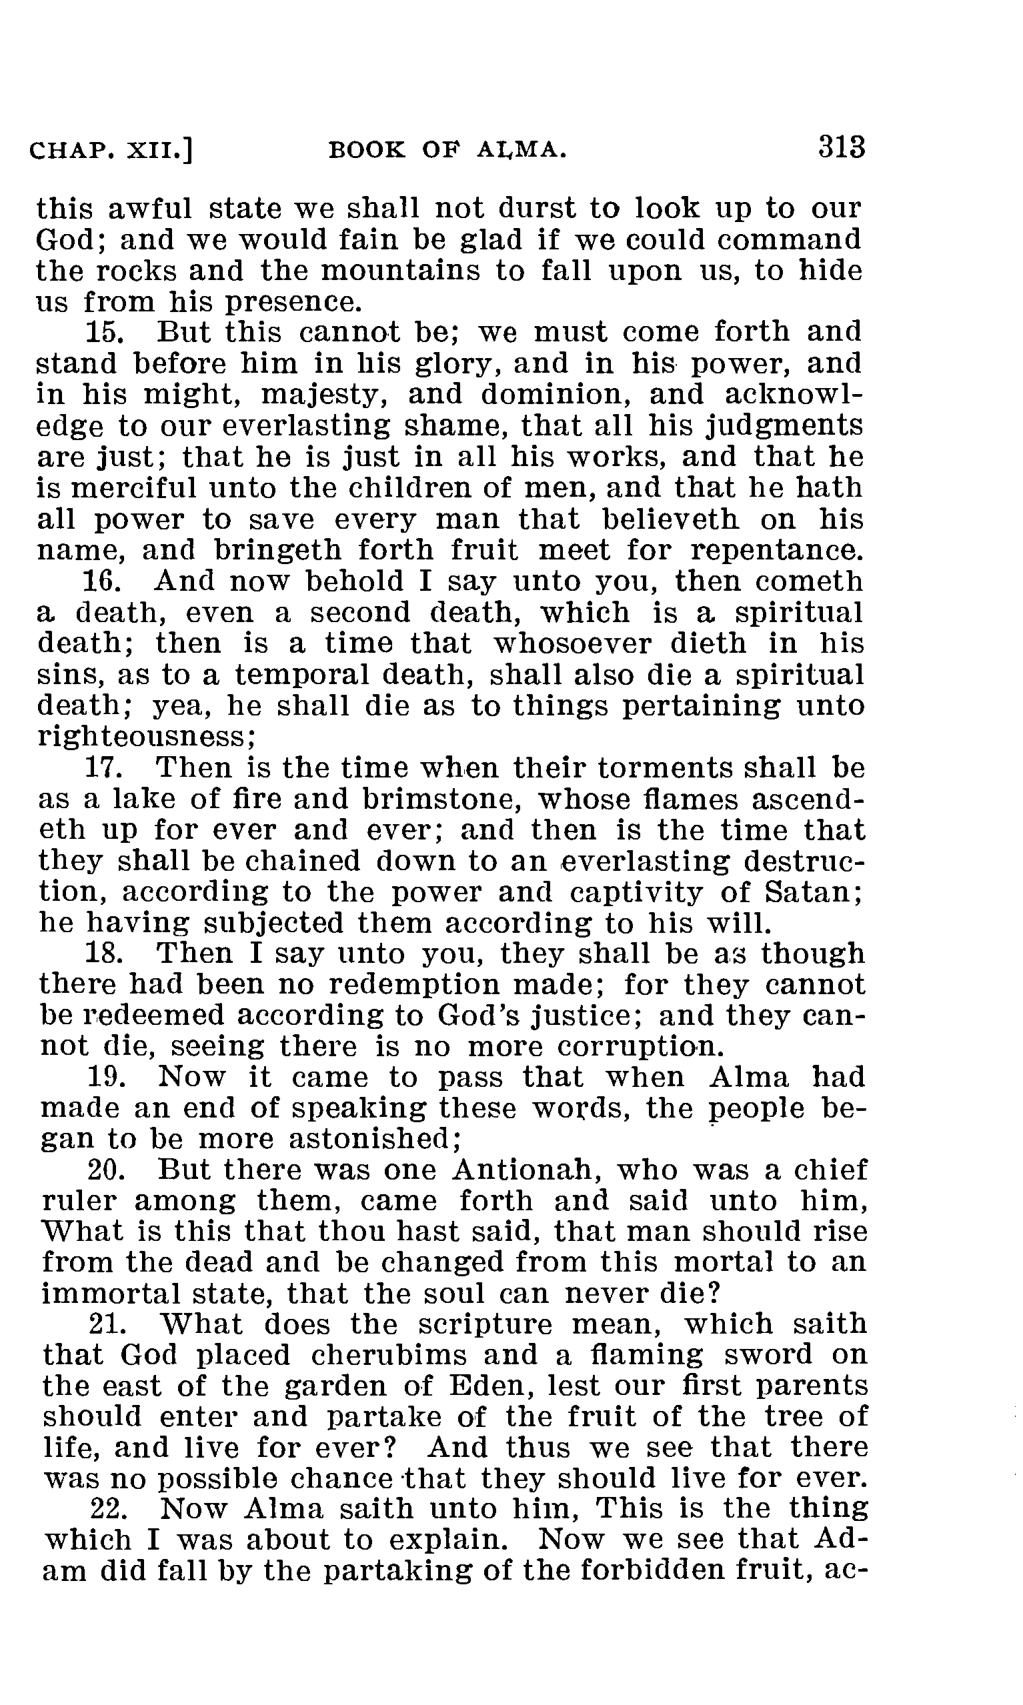 CHAP. XII.] BOOK OF ALMA. 313
this awful state we shall not durst to look up to our
God; and we would fain be glad if we could command
the rocks and the mountains to fall upon us, to hide
us from his presence.
15. But this cannot be; we must come forth and
stand before him in his glory, and in his power, and
in his might, majesty, and dominion, and acknowl-
edge to our everlasting shame, that all his judgments
are just; that he is just in all his works, and that he
is merciful unto the children of men, and that he hath
all power to save every man that believeth on his
name, and bringeth forth fruit meet for repentance.
16. And now behold I say unto you, then cometh
a death, even a second death, which is a spiritual
death; then is a time that whosoever dieth in his
sins, as to a temporal death, shall also die a spiritual
death; yea, he shall die as to things pertaining unto
righteousness;
17. Then is the time when their torments shall be
as a lake of fire and brimstone, whose flames ascend-
eth up for ever and ever; and then is the time that
they shall be chained down to an everlasting destruc-
tion, according to the power and captivity of Satan;
he having subjected them according to his will.
18. Then I say unto you, they shall be as though
there had been no redemption made; for they cannot
be redeemed according to God's justice; and they can-
not die, seeing there is no more corruption.
19. Now it came to pass that when Alma had
made an end of speaking these words, the people be-
gan to be more astonished;
20. But there was one Antionah, who was a chief
ruler among them, came forth and said unto him,
What is this that thou hast said, that man should rise
from the dead and be changed from this mortal to an
immortal state, that the soul can never die?
21. What does the scripture mean, which saith
that God placed cherubims and a flaming sword on
the east of the garden of Eden, lest our first parents
should enter and partake of the fruit of the tree of
life, and live for ever? And thus we see that there
was no possible chance that they should live for ever.
22. Now Alma saith unto him, This is the thing
which I was about to explain. Now we see that Ad-
am did fall by the partaking of the forbidden fruit, ac-